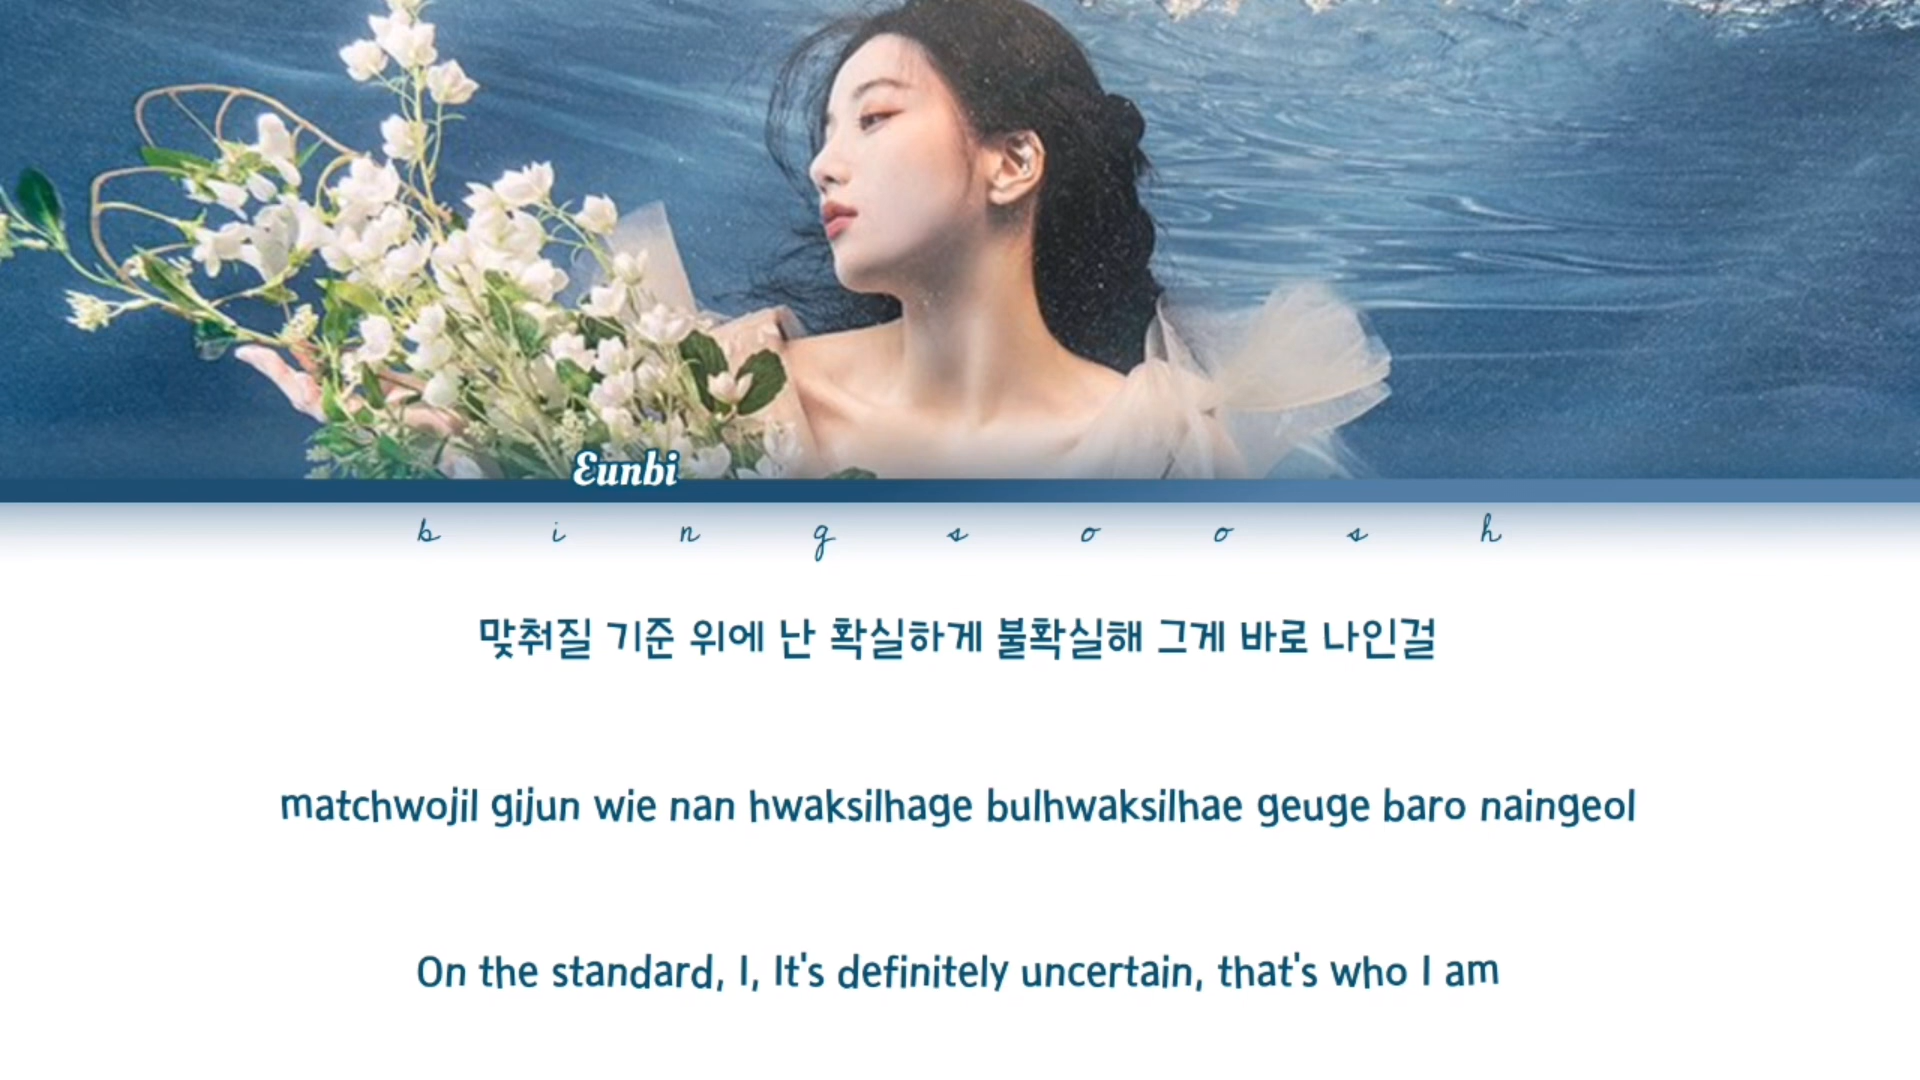 Eunbi
bingsoosh
맞춰질 기준 위에 난 확실하게 불확실해 그게 바로 나인걸
matchwojil gijun wie nan hwaksilhage bulhwaksilhae geuge baro naingeol
On the standard, I, It's definitely uncertain, that's who I am